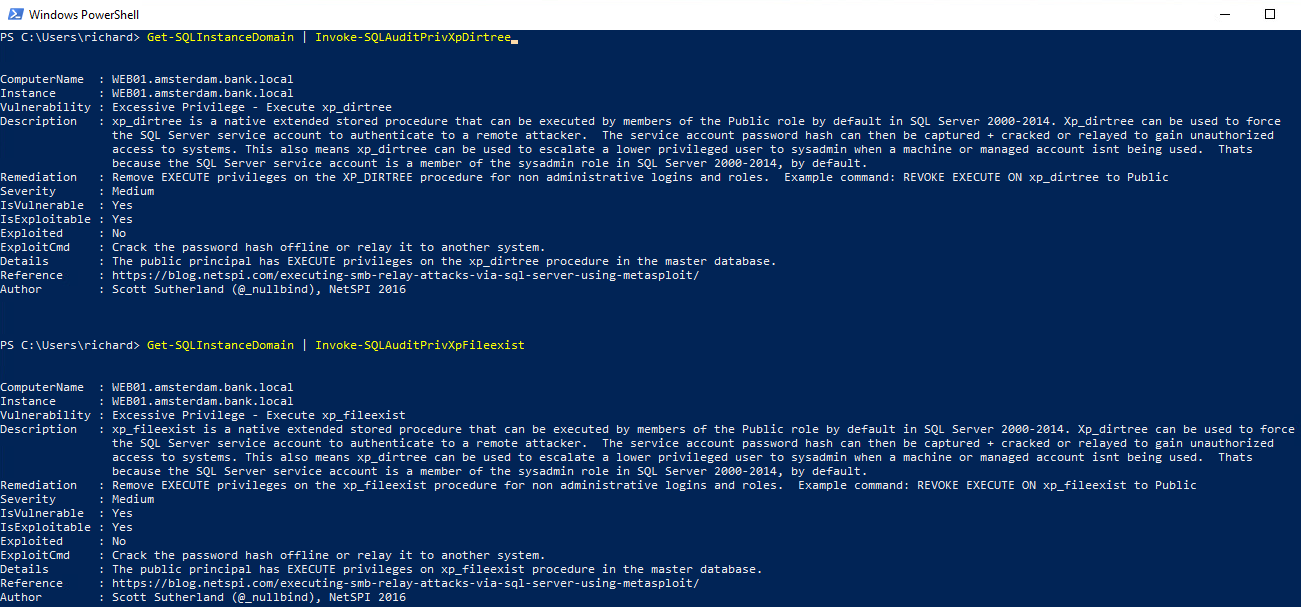 Windows PowerShell
PS C:\Users\richard> Get-SQLInstanceDomain | Invoke-SQLAuditPrivXpDirtree
ComputerName  : WEB01.amsterdam.bank.local
Instance      : WEB01.amsterdam.bank.local
Vulnerability : Excessive Privilege - Execute xp_dirtree
Description   : xp_dirtree is a native extended stored procedure that can be executed by members of the Public role by default in SQL Server 2000-2014. Xp_dirtree can be used to force
the SQL Server service account to authenticate to a remote attacker.  The service account password hash can then be captured + cracked or relayed to gain unauthorized
access to systems. This also means xp_dirtree can be used to escalate a lower privileged user to sysadmin when a machine or managed account isnt being used.  Thats
because the SQL Server service account is a member of the sysadmin role in SQL Server 2000-2014, by default.
Remediation   : Remove EXECUTE privileges on the XP_DIRTREE procedure for non administrative logins and roles.  Example command: REVOKE EXECUTE ON xp_dirtree to Public
Severity      : Medium
IsVulnerable  : Yes
IsExploitable : Yes
Exploited     : No
ExploitCmd    : Crack the password hash offline or relay it to another system.
Details       : The public principal has EXECUTE privileges on the xp_dirtree procedure in the master database.
Reference     : https://blog.netspi.com/executing-smb-relay-attacks-via-sql-server-using-metasploit/
Author        : Scott Sutherland (@_nullbind), NetSPI 2016
PS C:\Users\richard> Get-SQLInstanceDomain | Invoke-SQLAuditPrivXpFileexist
ComputerName  : WEB01.amsterdam.bank.local
Instance      : WEB01.amsterdam.bank.local
Vulnerability : Excessive Privilege - Execute xp_fileexist
Description   : xp_fileexist is a native extended stored procedure that can be executed by members of the Public role by default in SQL Server 2000-2014. Xp_dirtree can be used to force
the SQL Server service account to authenticate to a remote attacker.  The service account password hash can then be captured + cracked or relayed to gain unauthorized
access to systems. This also means xp_dirtree can be used to escalate a lower privileged user to sysadmin when a machine or managed account isnt being used.  Thats
because the SQL Server service account is a member of the sysadmin role in SQL Server 2000-2014, by default.
Remediation   : Remove EXECUTE privileges on the xp_fileexist procedure for non administrative logins and roles.  Example command: REVOKE EXECUTE ON xp_fileexist to Public
Severity      : Medium
IsVulnerable  : Yes
IsExploitable : Yes
Exploited     : No
ExploitCmd    : Crack the password hash offline or relay it to another system.
Details       : The public principal has EXECUTE privileges on xp_fileexist procedure in the master database.
Reference     : https://blog.netspi.com/executing-smb-relay-attacks-via-sql-server-using-metasploit/
Author        : Scott Sutherland (@_nullbind), NetSPI 2016